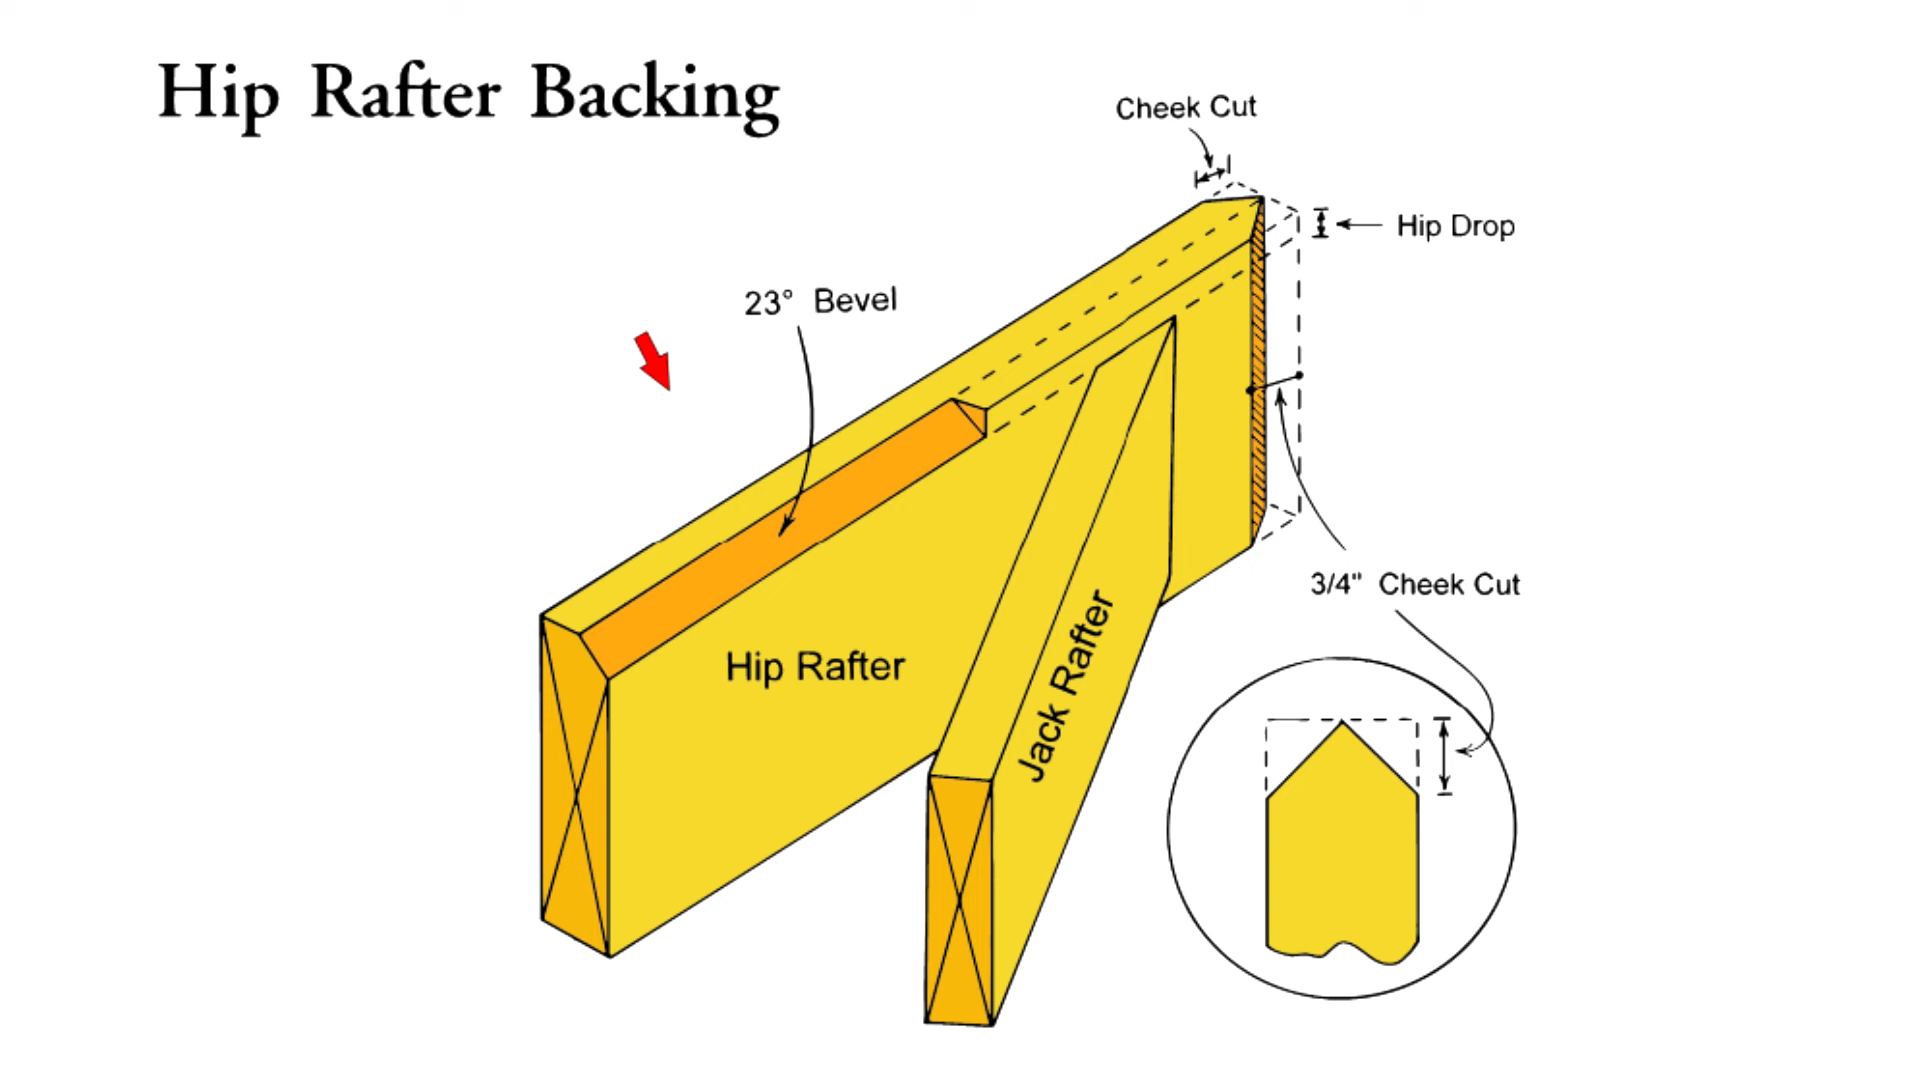 Hip Rafter Backing
Cheek Cut
Hip Drop
23° Bevel
3/4" Cheek Cut
Hip Rafter
Jack Rafter